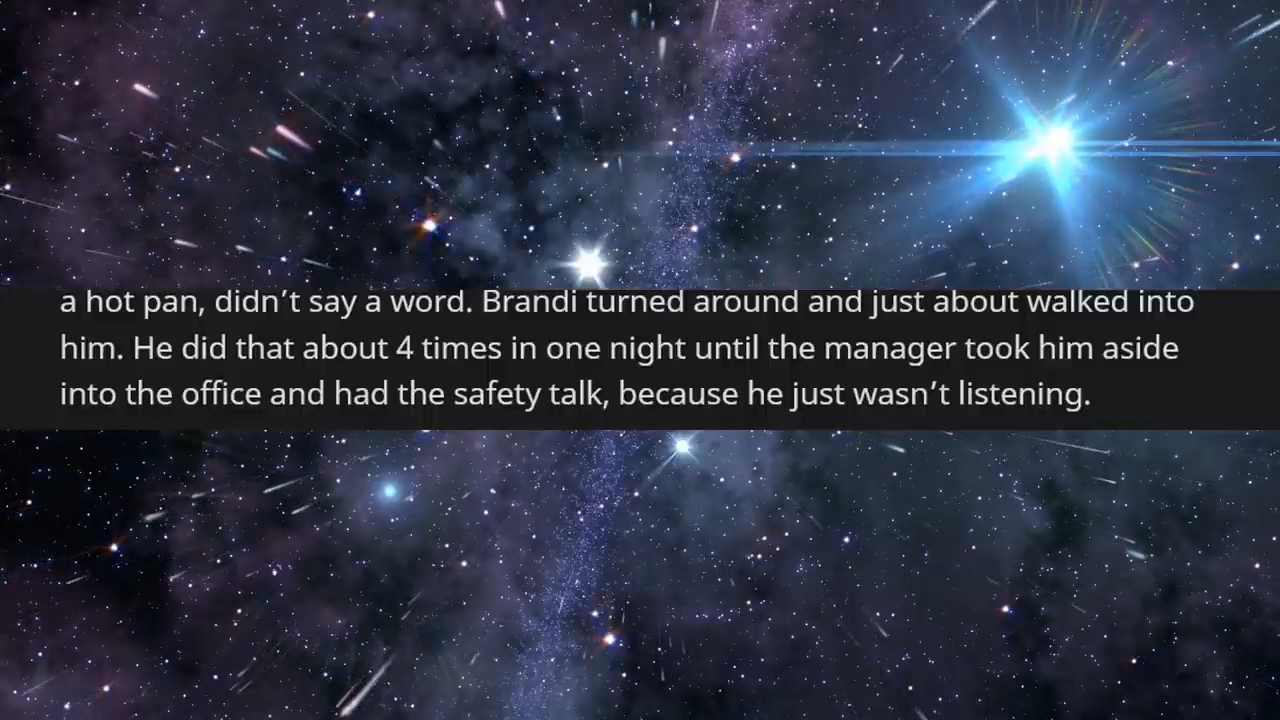 a hot pan, didn’t say a word. Brandi turned around and just about walked into
him. He did that about 4 times in one night until the manager took him aside
into the office and had the safety talk, because he just wasn’t listening.